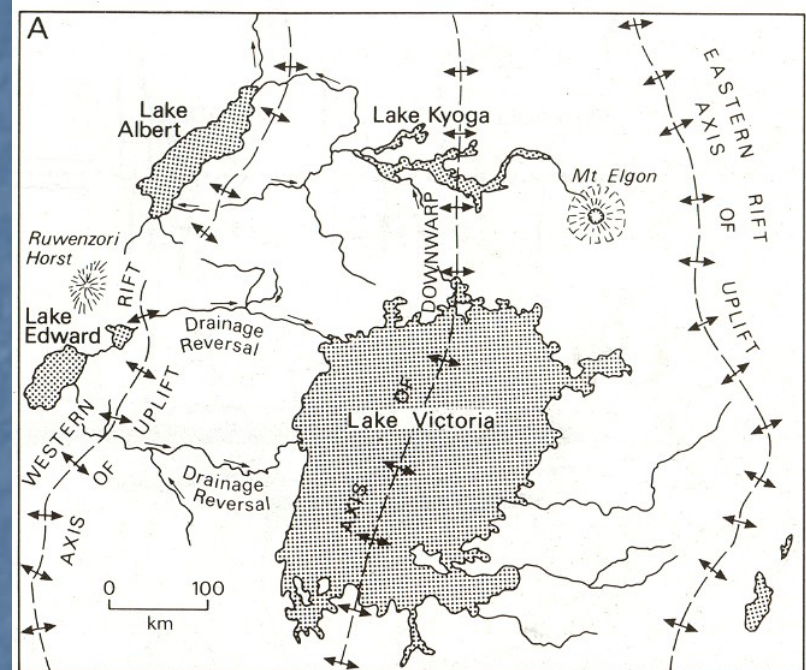 A
Lake
Albert
Lake Kyoga
EASTERN RIFT
AXIS OF UPLIFT
Mt Elgon
Ruwenzori
Horst
Lake
Edward
Drainage
Reversal
Lake Victoria
Drainage
Reversal
WESTERN RIFT
AXIS OF UPLIFT
AXIS OF DOWNWARP
0 100
km